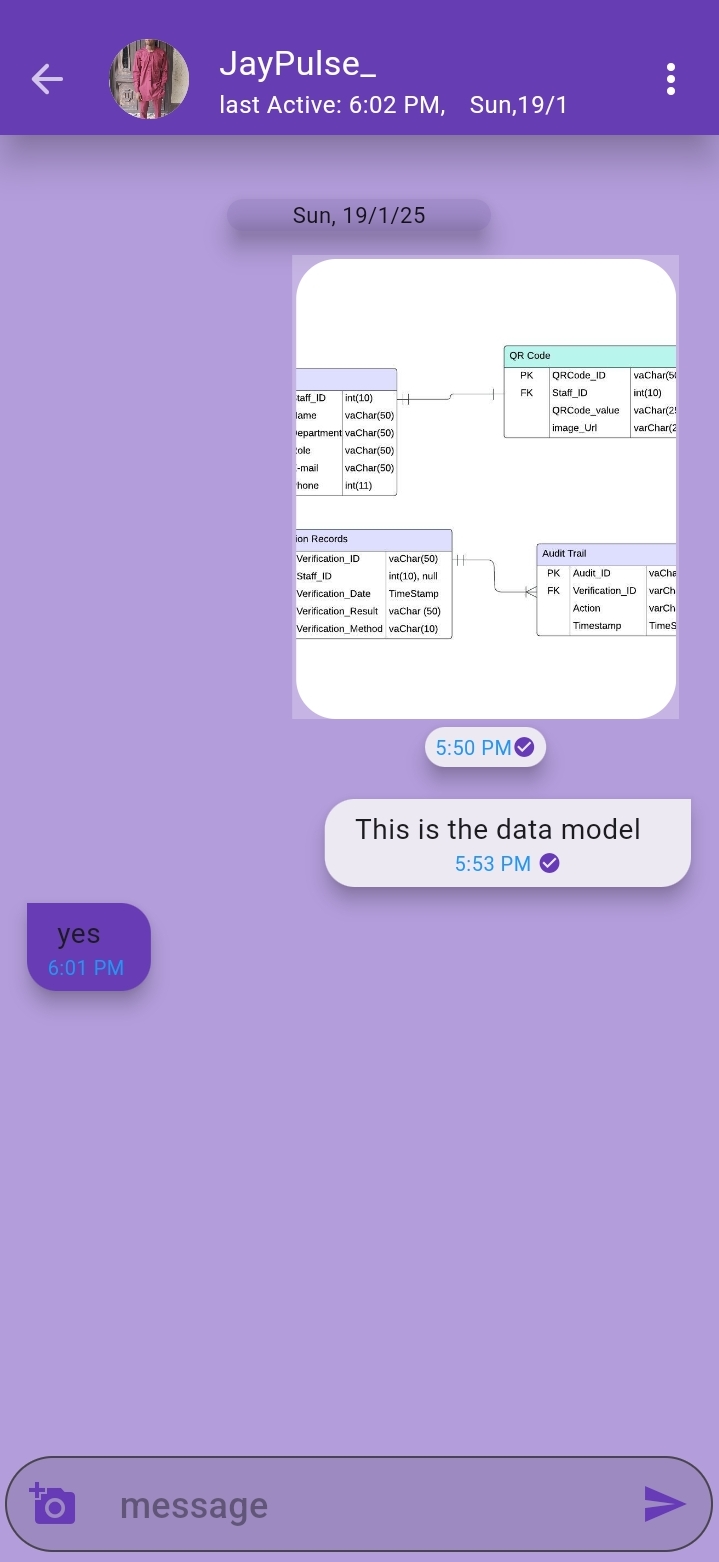 JayPulse_
last Active: 6:02 PM, Sun,19/1
Sun, 19/1/25
QR Code
PK QRCode_ID vaChar(50
FK Staff_ID int(10)
QRCode_value vaChar(25
image_Url varChar(2
taff_ID int(10)
ame vaChar(50)
epartment vaChar(50)
ole vaChar(50)
-mail vaChar(50)
hone int(11)
ion Records
Verification_ID vaChar(50)
Staff_ID int(10), null
Verification_Date TimeStamp
Verification_Result vaChar (50)
Verification_Method vaChar(10)
Audit Trail
PK Audit_ID vaCha
FK Verification_ID varCh
Action varCh
Timestamp TimeS
5:50 PM
This is the data model
5:53 PM
yes
6:01 PM
message